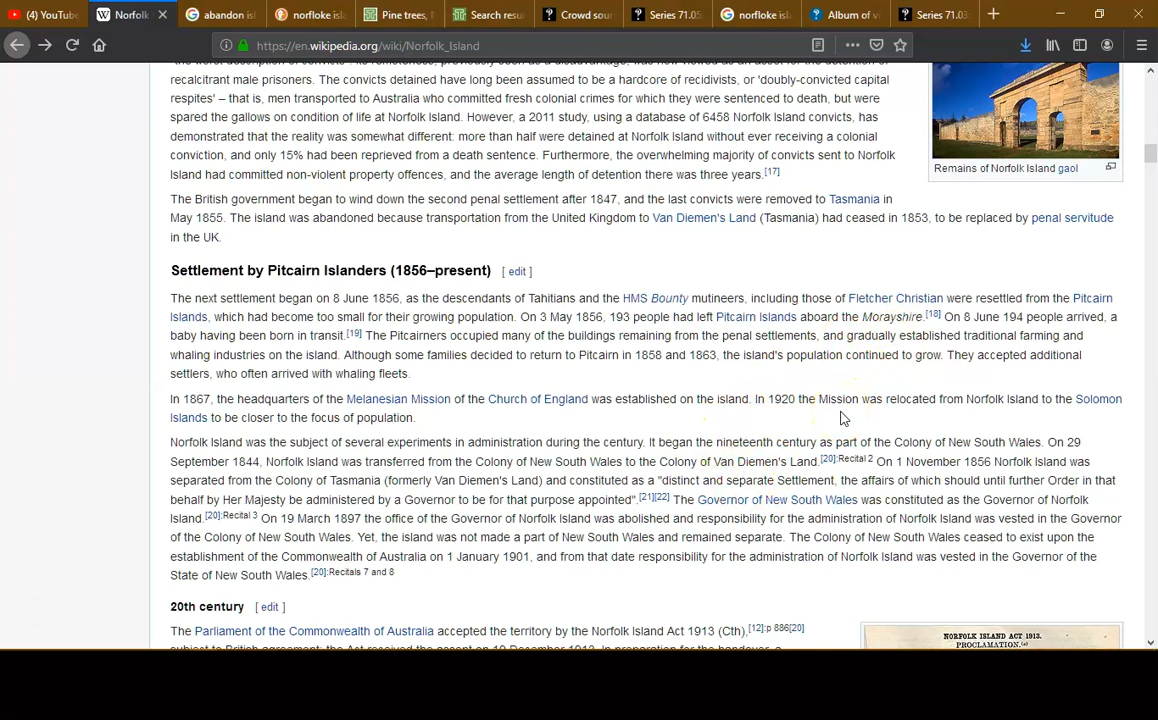 (4) YouTube
Norfolk
abandon isl
norfloke isla
Pine trees, N
Search resu
Crowd sour
Series 71.05
norfloke isla
Album of vi
Series 71.03
https://en.wikipedia.org/wiki/Norfolk_Island
recalcitrant male prisoners. The convicts detained have long been assumed to be a hardcore of recidivists, or 'doubly-convicted capital
respites' – that is, men transported to Australia who committed fresh colonial crimes for which they were sentenced to death, but were
spared the gallows on condition of life at Norfolk Island. However, a 2011 study, using a database of 6458 Norfolk Island convicts, has
demonstrated that the reality was somewhat different: more than half were detained at Norfolk Island without ever receiving a colonial
conviction, and only 15% had been reprieved from a death sentence. Furthermore, the overwhelming majority of convicts sent to Norfolk
Island had committed non-violent property offences, and the average length of detention there was three years.[17]
Remains of Norfolk Island gaol
The British government began to wind down the second penal settlement after 1847, and the last convicts were removed to Tasmania in
May 1855. The island was abandoned because transportation from the United Kingdom to Van Diemen's Land (Tasmania) had ceased in 1853, to be replaced by penal servitude
in the UK.
Settlement by Pitcairn Islanders (1856–present) [ edit ]
The next settlement began on 8 June 1856, as the descendants of Tahitians and the HMS Bounty mutineers, including those of Fletcher Christian were resettled from the Pitcairn
Islands, which had become too small for their growing population. On 3 May 1856, 193 people had left Pitcairn Islands aboard the Morayshire.[18] On 8 June 194 people arrived, a
baby having been born in transit.[19] The Pitcairners occupied many of the buildings remaining from the penal settlements, and gradually established traditional farming and
whaling industries on the island. Although some families decided to return to Pitcairn in 1858 and 1863, the island's population continued to grow. They accepted additional
settlers, who often arrived with whaling fleets.
In 1867, the headquarters of the Melanesian Mission of the Church of England was established on the island. In 1920 the Mission was relocated from Norfolk Island to the Solomon
Islands to be closer to the focus of population.
Norfolk Island was the subject of several experiments in administration during the century. It began the nineteenth century as part of the Colony of New South Wales. On 29
September 1844, Norfolk Island was transferred from the Colony of New South Wales to the Colony of Van Diemen's Land.[20]:Recital 2 On 1 November 1856 Norfolk Island was
separated from the Colony of Tasmania (formerly Van Diemen's Land) and constituted as a "distinct and separate Settlement, the affairs of which should until further Order in that
behalf by Her Majesty be administered by a Governor to be for that purpose appointed".[21][22] The Governor of New South Wales was constituted as the Governor of Norfolk
Island.[20]:Recital 3 On 19 March 1897 the office of the Governor of Norfolk Island was abolished and responsibility for the administration of Norfolk Island was vested in the Governor
of the Colony of New South Wales. Yet, the island was not made a part of New South Wales and remained separate. The Colony of New South Wales ceased to exist upon the
establishment of the Commonwealth of Australia on 1 January 1901, and from that date responsibility for the administration of Norfolk Island was vested in the Governor of the
State of New South Wales.[20]:Recitals 7 and 8
20th century [ edit ]
The Parliament of the Commonwealth of Australia accepted the territory by the Norfolk Island Act 1913 (Cth),[12]:p 886[20]
NORFOLK ISLAND ACT 1913.
PROCLAMATION.(a)